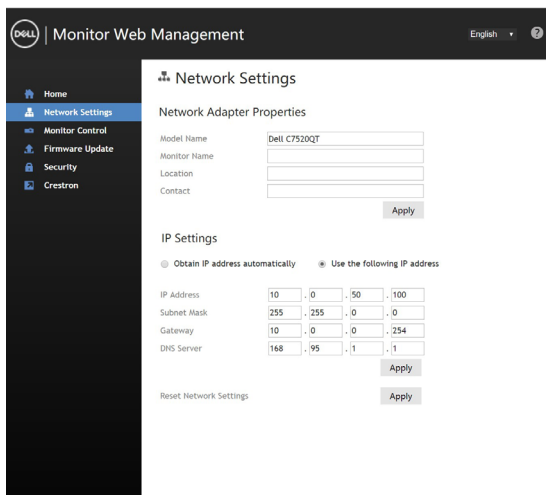 DELL | Monitor Web Management
English
?
Home
Network Settings
Monitor Control
Firmware Update
Security
Crestron
Network Settings
Network Adapter Properties
Model Name Dell C7520QT
Monitor Name
Location
Contact
Apply
IP Settings
Obtain IP address automatically Use the following IP address
IP Address 10 . 0 . 50 . 100
Subnet Mask 255 . 255 . 0 . 0
Gateway 10 . 0 . 0 . 254
DNS Server 168 . 95 . 1 . 1
Apply
Reset Network Settings Apply